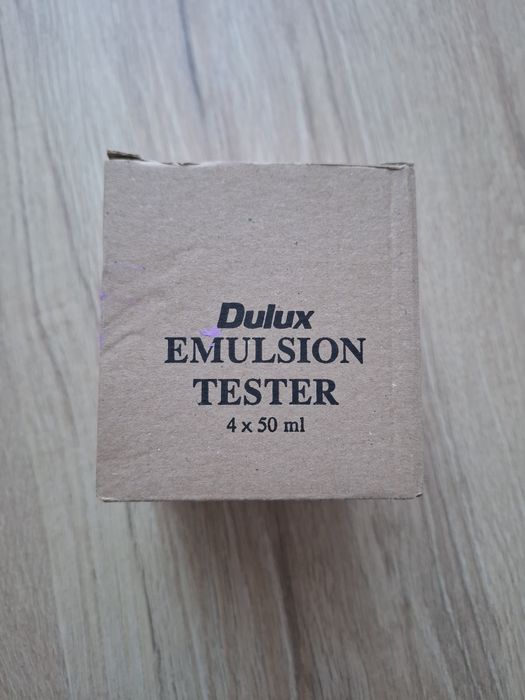 Dulux
EMULSION
TESTER
4 x 50 ml